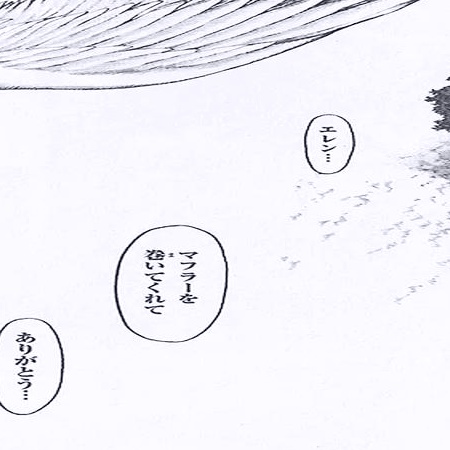 エレン…
マフラーを
巻いてくれて
ありがとう…